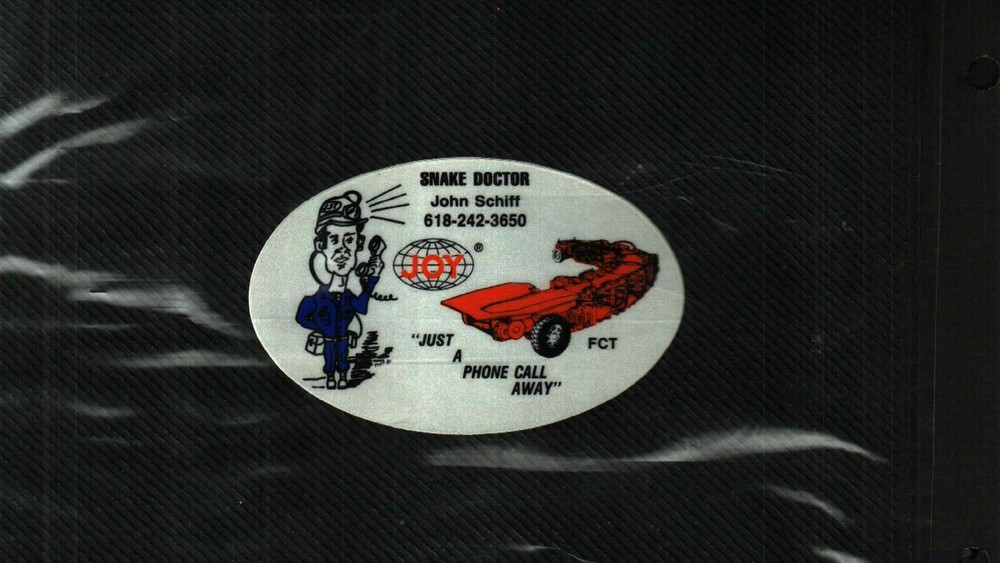 SNAKE DOCTOR
John Schiff
618-242-3650
JOY®
"JUST
A
PHONE CALL
AWAY"
FCT